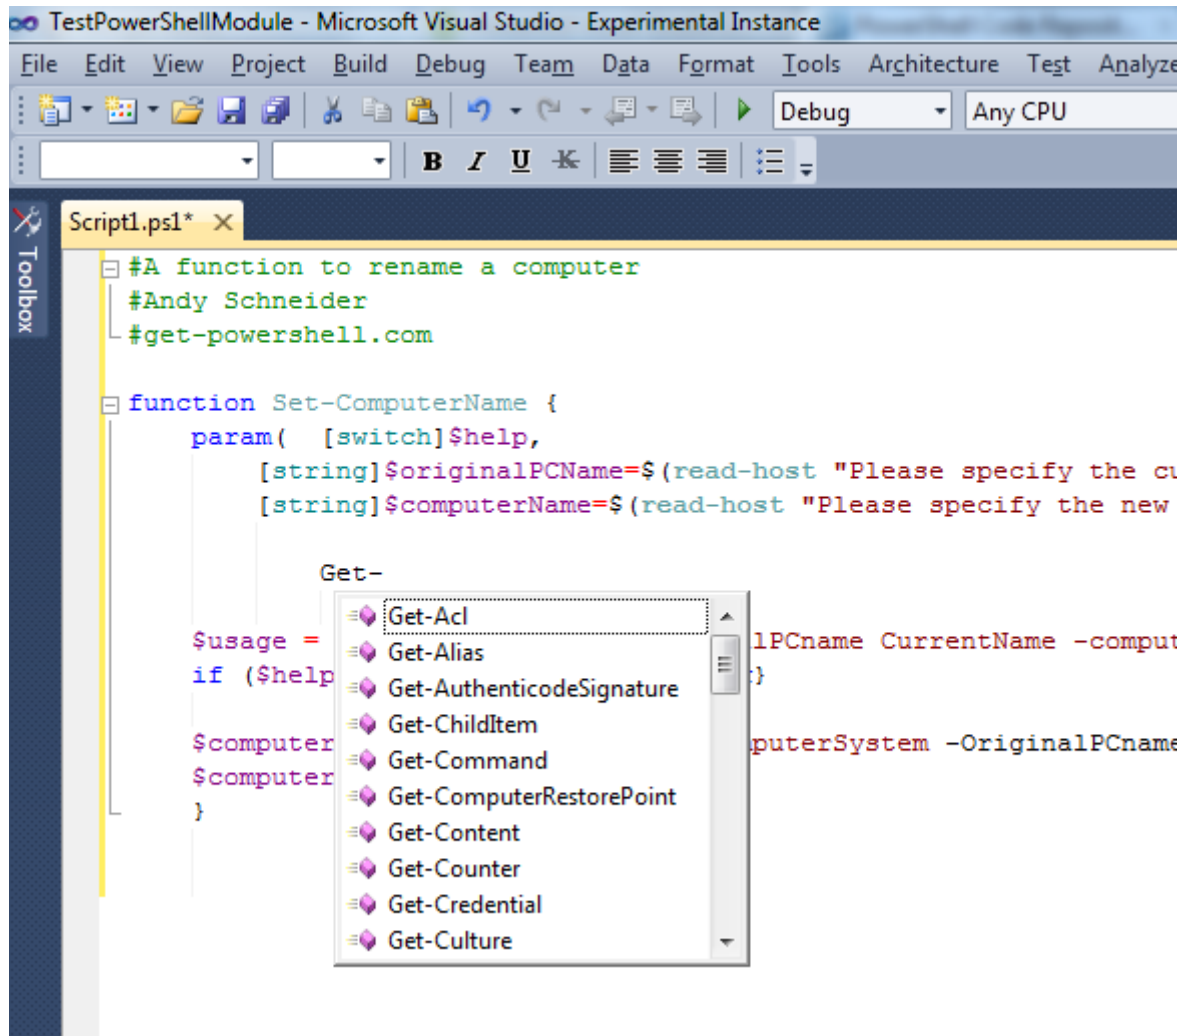 TestPowerShellModule - Microsoft Visual Studio - Experimental Instance
File Edit View Project Build Debug Team Data Format Tools Architecture Test Analyze
Debug Any CPU
B I U K
Script1.ps1*
Toolbox
#A function to rename a computer
#Andy Schneider
#get-powershell.com
function Set-ComputerName {
param( [switch]$help,
[string]$originalPCName=$(read-host "Please specify the cu
[string]$computerName=$(read-host "Please specify the new
Get-
Get-Acl
$usage = lPCname CurrentName -comput
Get-Alias
if ($help }
Get-AuthenticodeSignature
Get-ChildItem
$computer puterSystem -OriginalPCname
Get-Command
$computer
Get-ComputerRestorePoint
}
Get-Content
Get-Counter
Get-Credential
Get-Culture